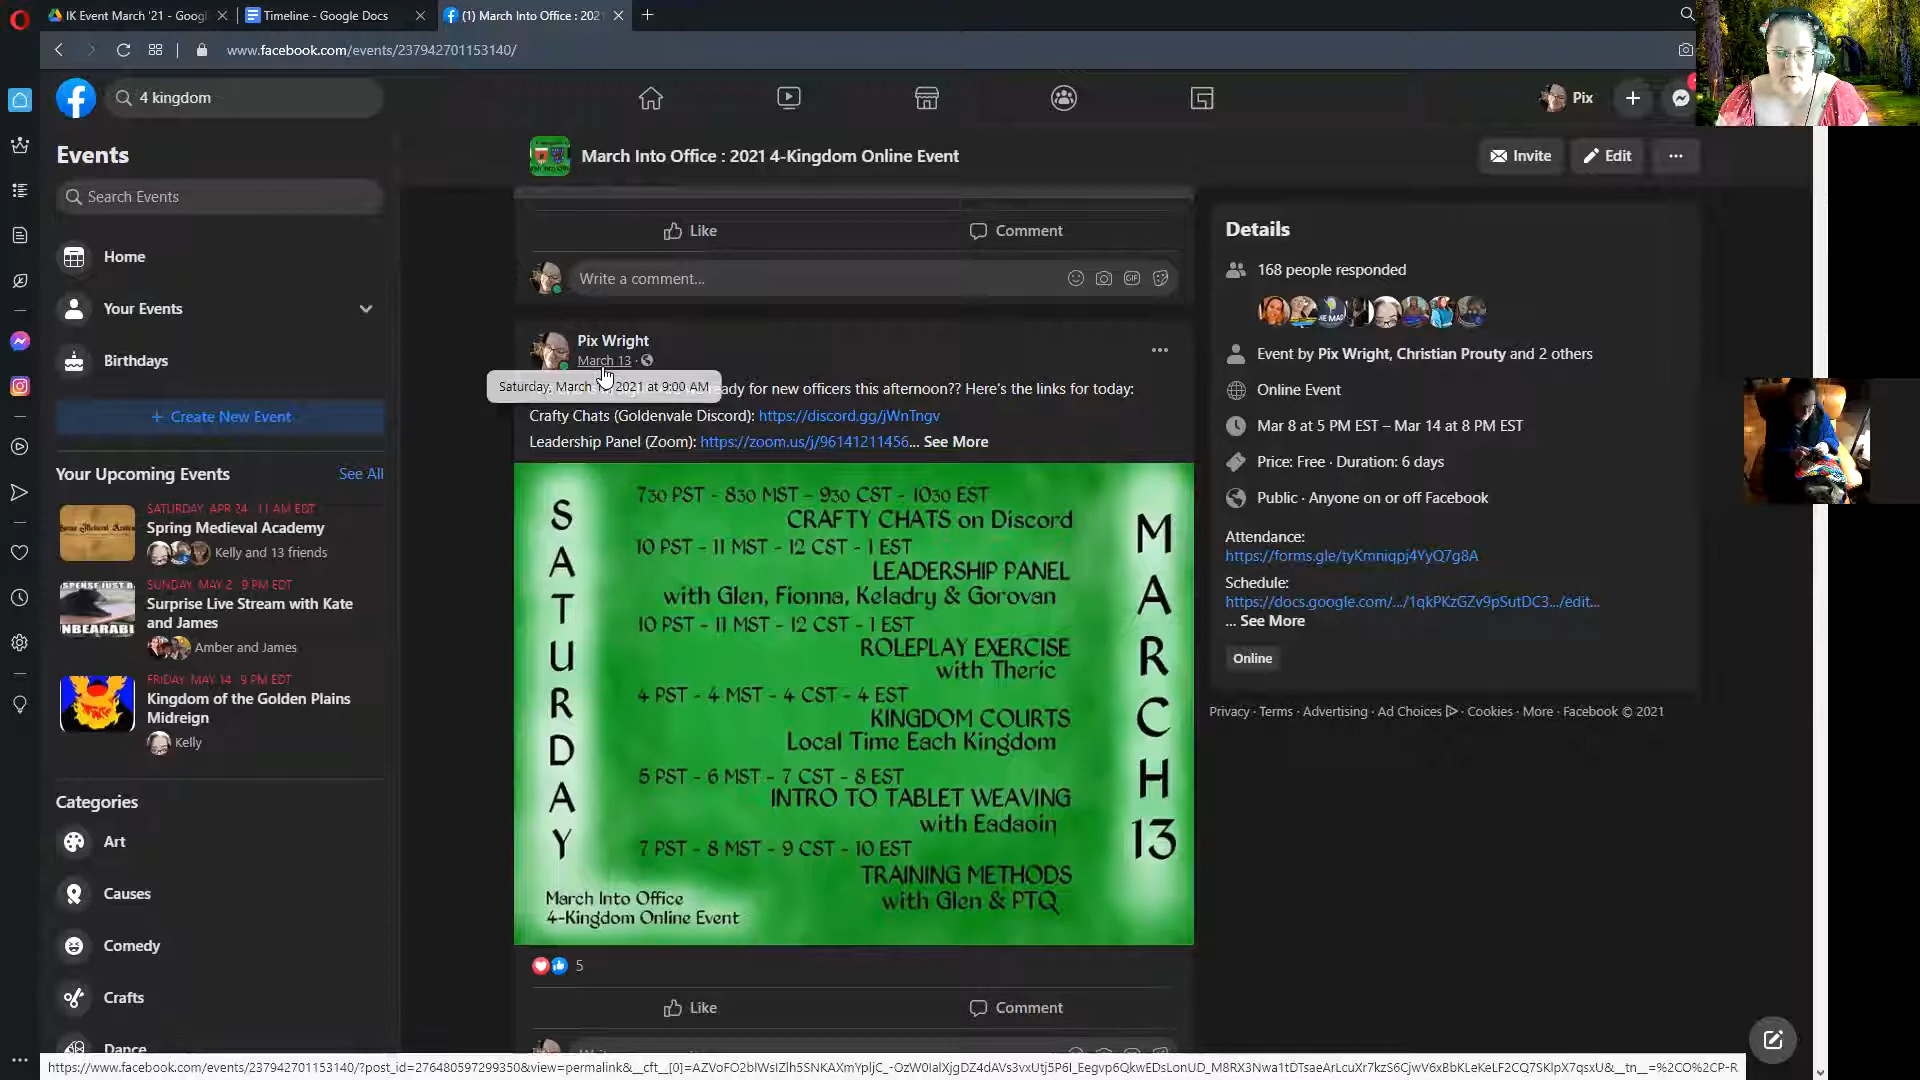 IK Event March '21 - Googl
Timeline - Google Docs
(1) March Into Office : 202
www.facebook.com/events/237942701153140/
4 kingdom
Pix
Events
March Into Office : 2021 4-Kingdom Online Event
Invite
Edit
Search Events
Home
Your Events
Birthdays
+ Create New Event
Your Upcoming Events
See All
SATURDAY, APR 24 · 11 AM EDT
Spring Medieval Academy
Kelly and 13 friends
SUNDAY, MAY 2 · 9 PM EDT
Surprise Live Stream with Kate
and James
Amber and James
FRIDAY, MAY 14 · 9 PM EDT
Kingdom of the Golden Plains
Midreign
Kelly
Categories
Art
Causes
Comedy
Crafts
Dance
Like
Comment
Write a comment...
Pix Wright
March 13 ·
Saturday, March 2021 at 9:00 AM
ready for new officers this afternoon?? Here's the links for today:
Crafty Chats (Goldenvale Discord): https://discord.gg/jWnTngv
Leadership Panel (Zoom): https://zoom.us/j/96141211456... See More
SATURDAY
730 PST - 830 MST - 930 CST - 1030 EST
CRAFTY CHATS on Discord
10 PST - 11 MST - 12 CST - 1 EST
LEADERSHIP PANEL
with Glen, Fionna, Keladry & Gorovan
10 PST - 11 MST - 12 CST - 1 EST
ROLEPLAY EXERCISE
with Theric
4 PST - 4 MST - 4 CST - 4 EST
KINGDOM COURTS
Local Time Each Kingdom
5 PST - 6 MST - 7 CST - 8 EST
INTRO TO TABLET WEAVING
with Eadaoin
7 PST - 8 MST - 9 CST - 10 EST
TRAINING METHODS
with Glen & PTQ
MARCH 13
March Into Office
4-Kingdom Online Event
5
Like
Comment
Details
168 people responded
Event by Pix Wright, Christian Prouty and 2 others
Online Event
Mar 8 at 5 PM EST – Mar 14 at 8 PM EST
Price: Free · Duration: 6 days
Public · Anyone on or off Facebook
Attendance:
https://forms.gle/tyKmniqpj4YyQ7g8A
Schedule:
https://docs.google.com/.../1qkPKzGZv9pSutDC3.../edit...
... See More
Online
Privacy · Terms · Advertising · Ad Choices · Cookies · More · Facebook © 2021